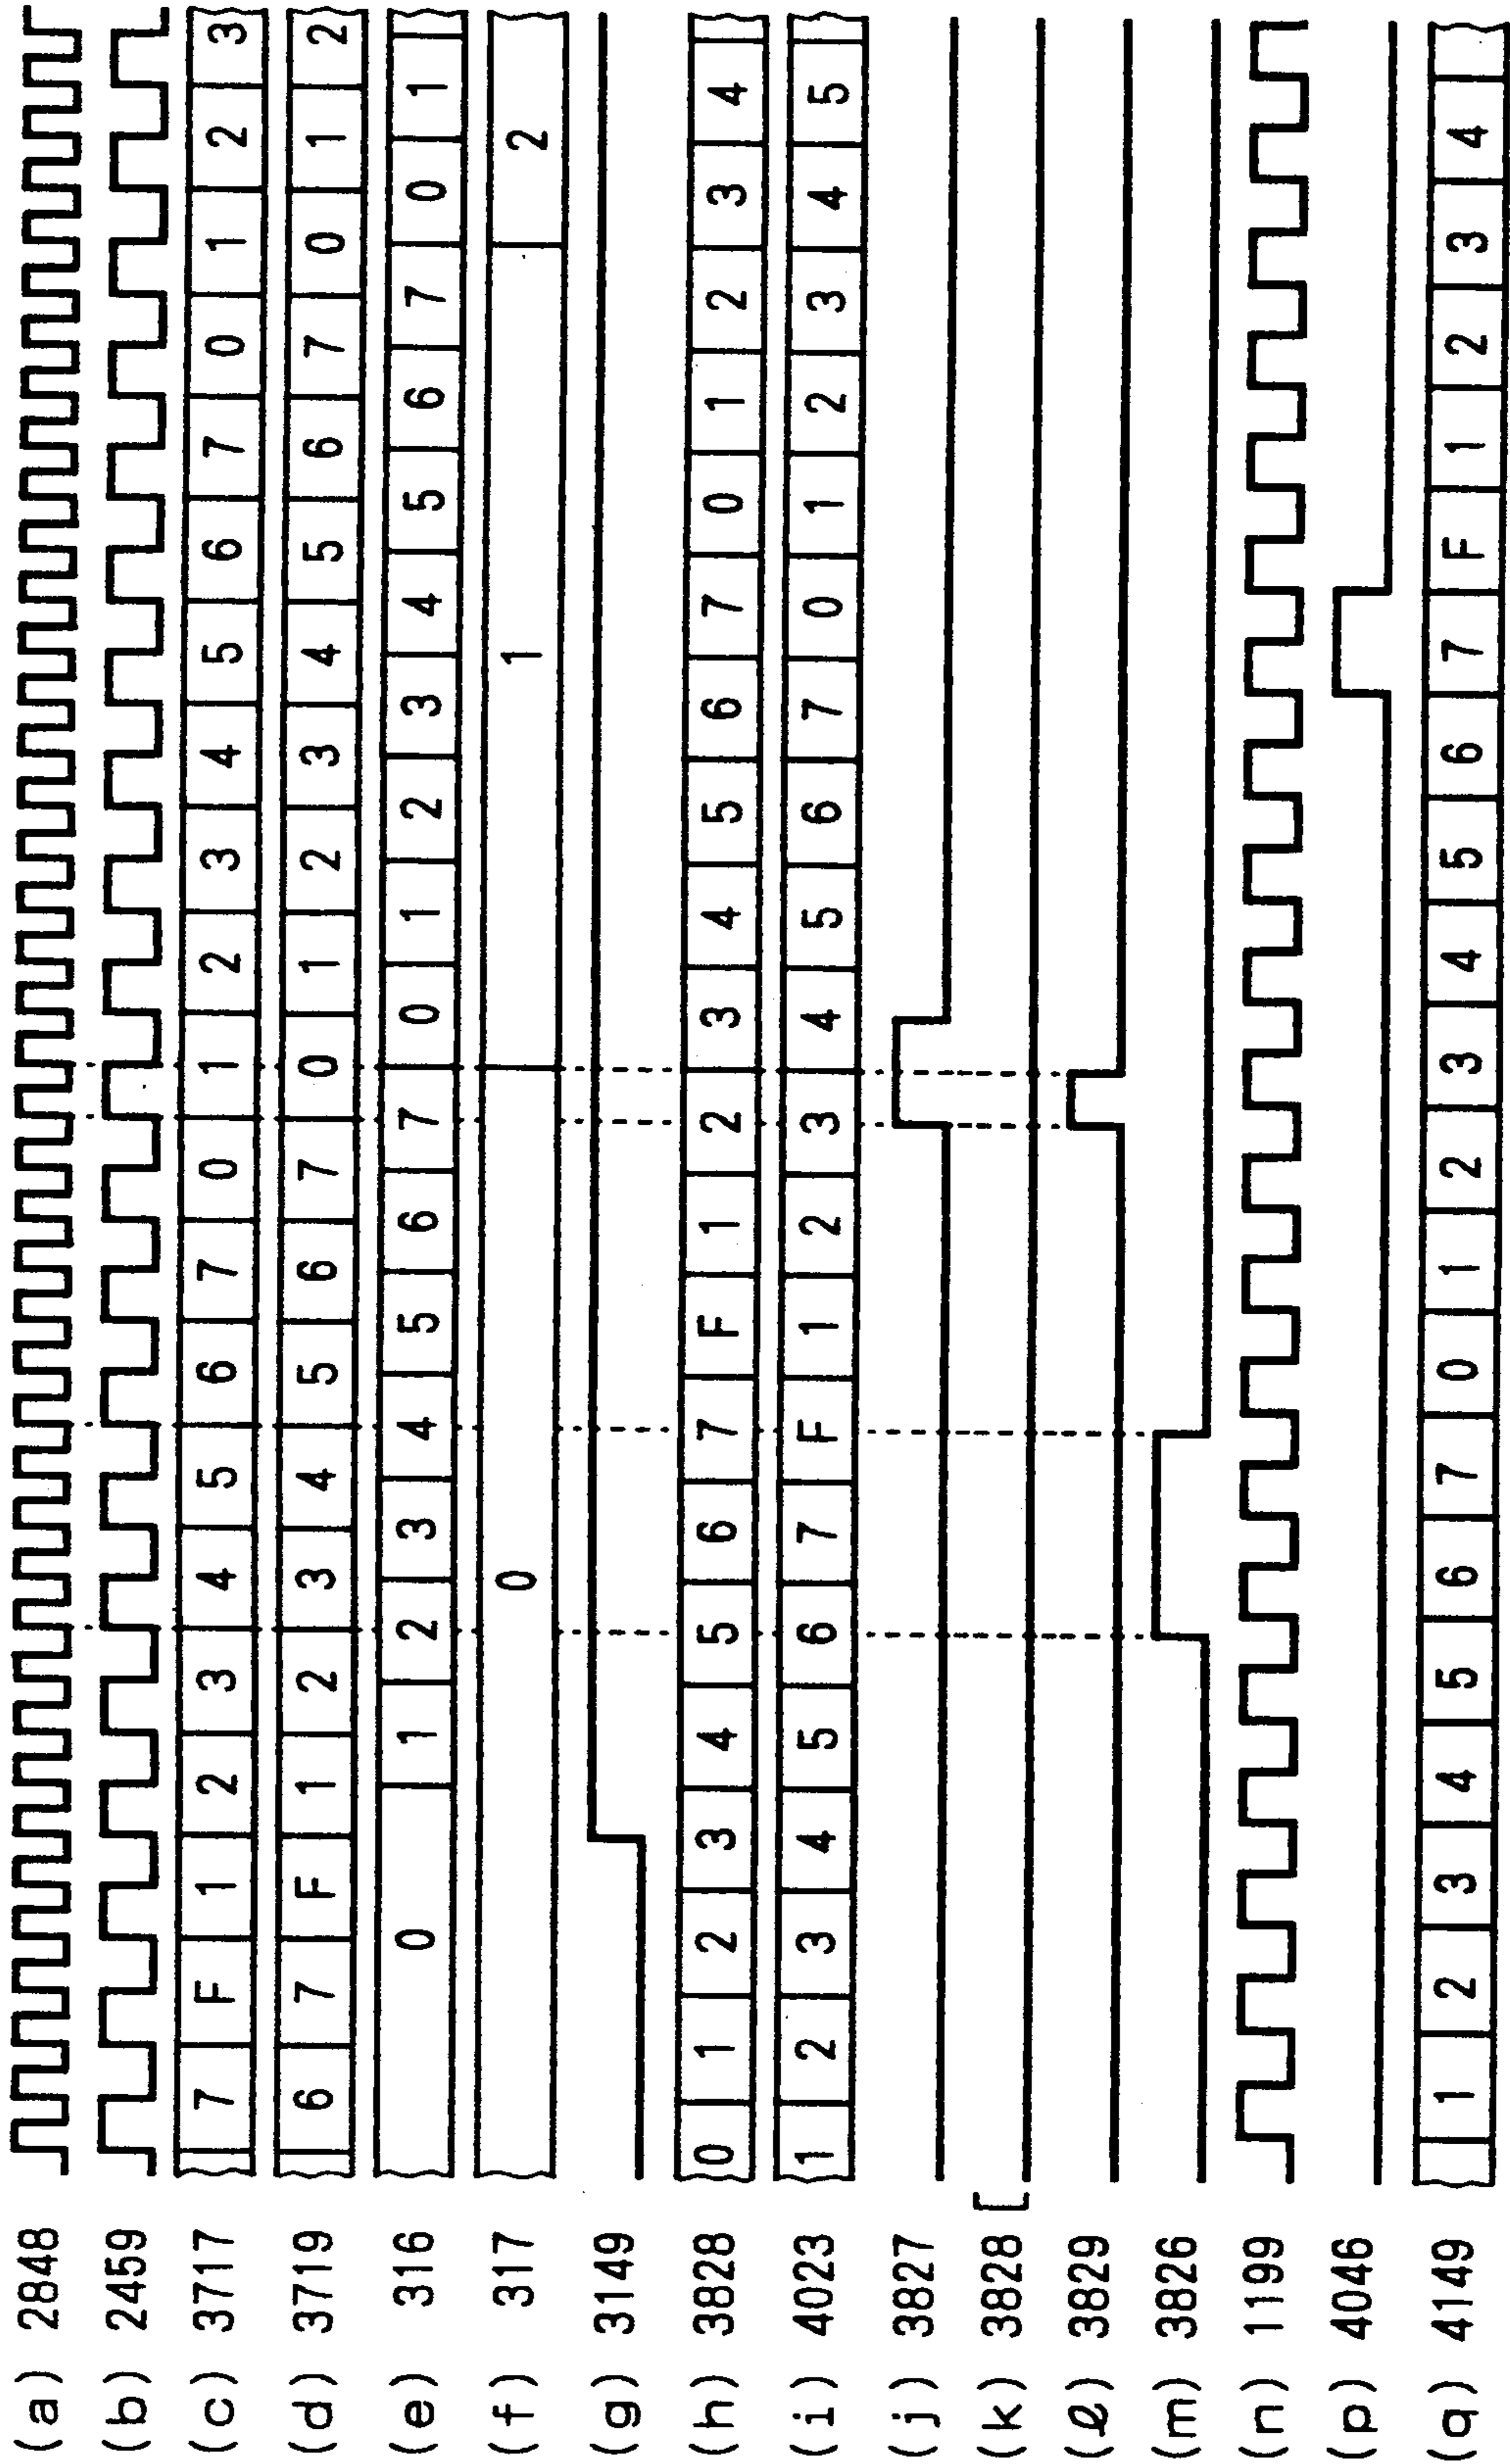 (a) 2848
(b) 2459
(c) 3717 7 F 1 2 3 4 5 6 7 0 1 2 3 4 5 6 7 0 1 2 3
(d) 3719 6 7 F 1 2 3 4 5 6 7 0 1 2 3 4 5 6 7 0 1 2
(e) 316 0 1 2 3 4 5 6 7 0 1 2 3 4 5 6 7 0 1
(f) 317 0 1 2
(g) 3149
(h) 3828 0 1 2 3 4 5 6 7 F 1 2 3 4 5 6 7 0 1 2 3 4
(i) 4023 1 2 3 4 5 6 7 F 1 2 3 4 5 6 7 0 1 2 3 4 5
(j) 3827
(k) 3828 [
(ℓ) 3829
(m) 3826
(n) 1199
(p) 4046
(q) 4149 1 2 3 4 5 6 7 0 1 2 3 4 5 6 7 F 1 2 3 4